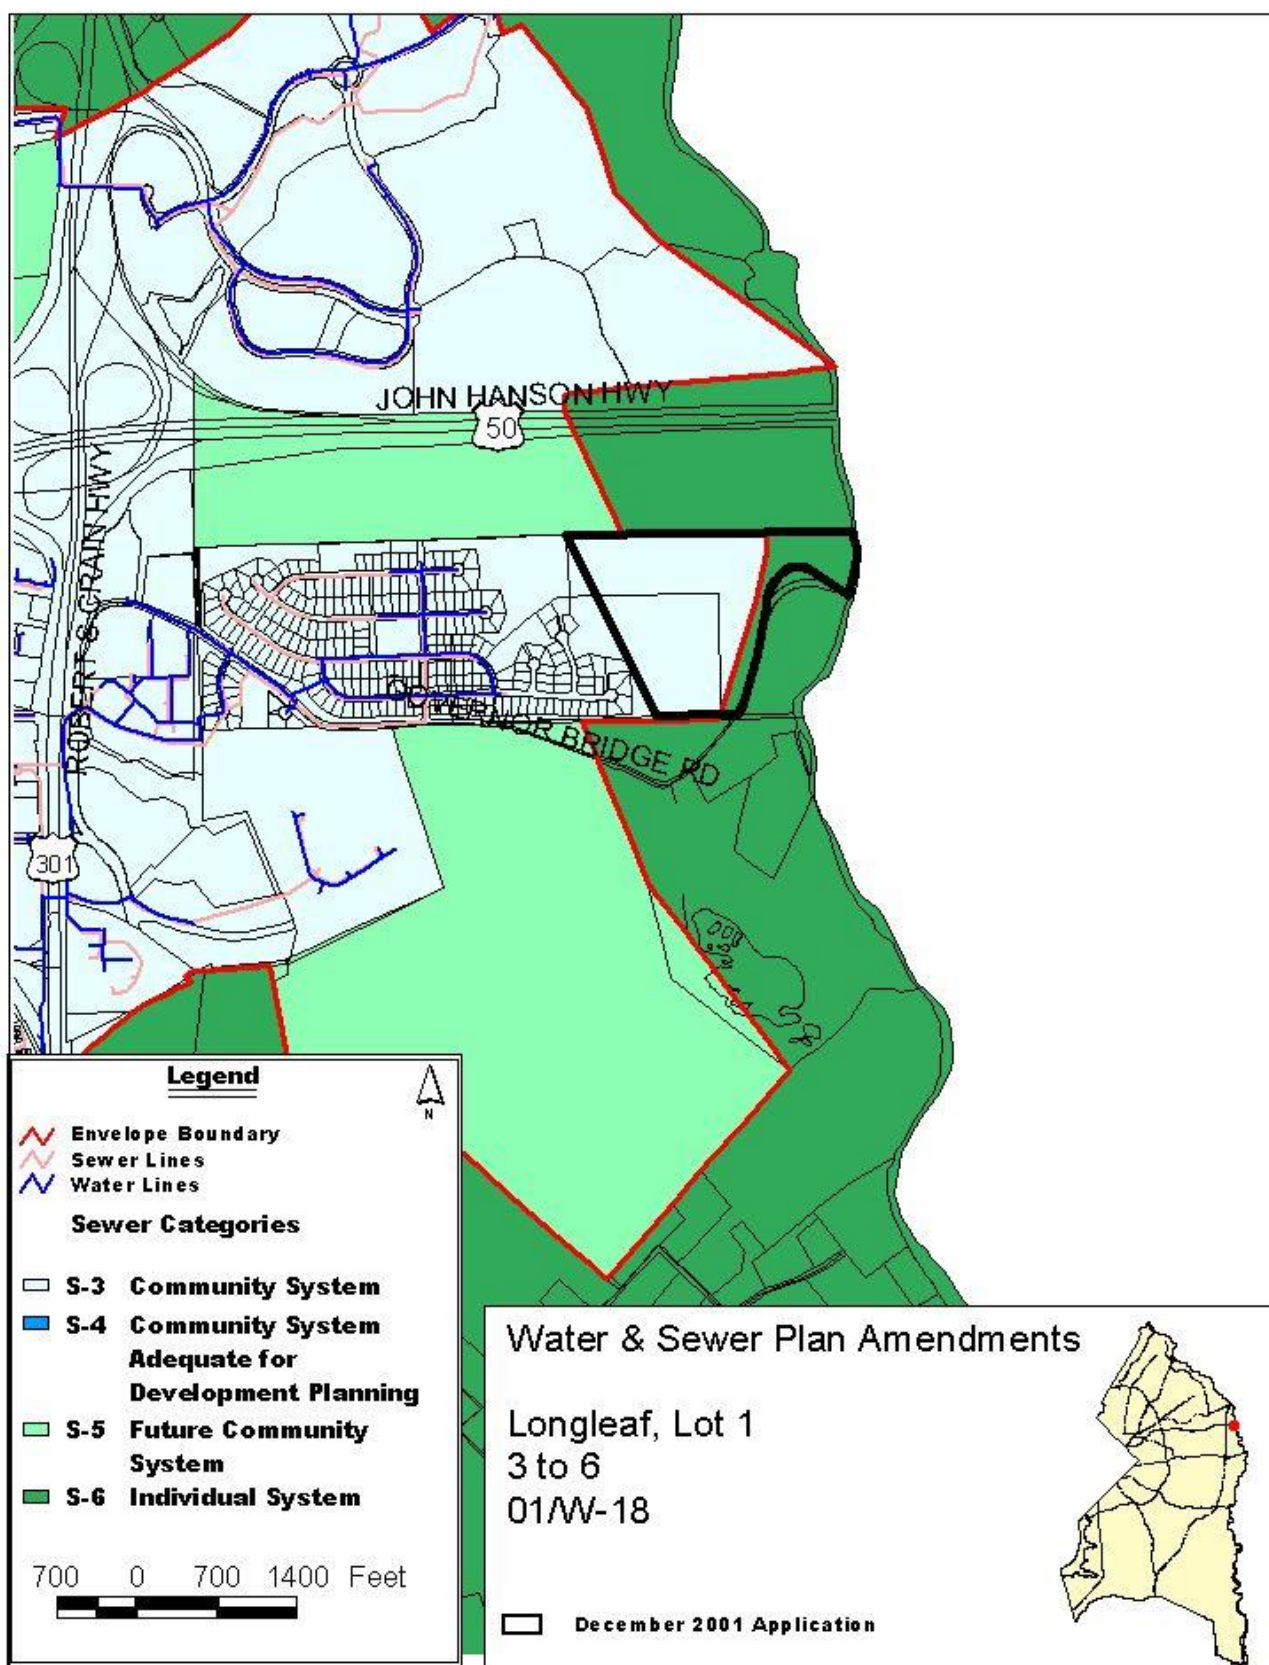 JOHN HANSON HWY
50
ROBERT S CRAIN HWY
GOVERNOR BRIDGE RD
301
Legend
N
Envelope Boundary
Sewer Lines
Water Lines
Sewer Categories
S-3 Community System
S-4 Community System
Adequate for
Development Planning
S-5 Future Community
System
S-6 Individual System
700 0 700 1400 Feet
Water & Sewer Plan Amendments
Longleaf, Lot 1
3 to 6
01/W-18
December 2001 Application